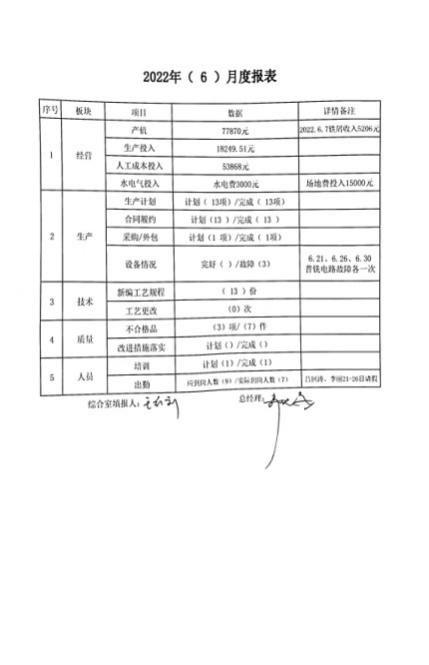 2022年（ 6 ）月度报表
序号 板块 项目 数据 详情备注
1 经营 产值 77870元 2022.6.7铁屑收入5206元
生产投入 18249.51元
人工成本投入 53868元
水电气投入 水电费3000元 场地费投入15000元
2 生产 生产计划 计划（ 13项）/完成（ 13项）
合同履约 计划（13 ）/完成（ 13 ）
采购/外包 计划（1 项）/完成（ 1项）
设备情况 完好（ ）/故障（3） 6.21、6.26、6.30
普铣电路故障各一次
3 技术 新编工艺规程 （ 13 ）份
工艺更改 （0）次
4 质量 不合格品 （3）项/（7）件
改进措施落实 计划（）/完成（）
5 人员 培训 计划（1）/完成（1）
出勤 应到岗人数（9）/实际到岗人数（7） 21-26日请假
综合室填报人： 总经理：